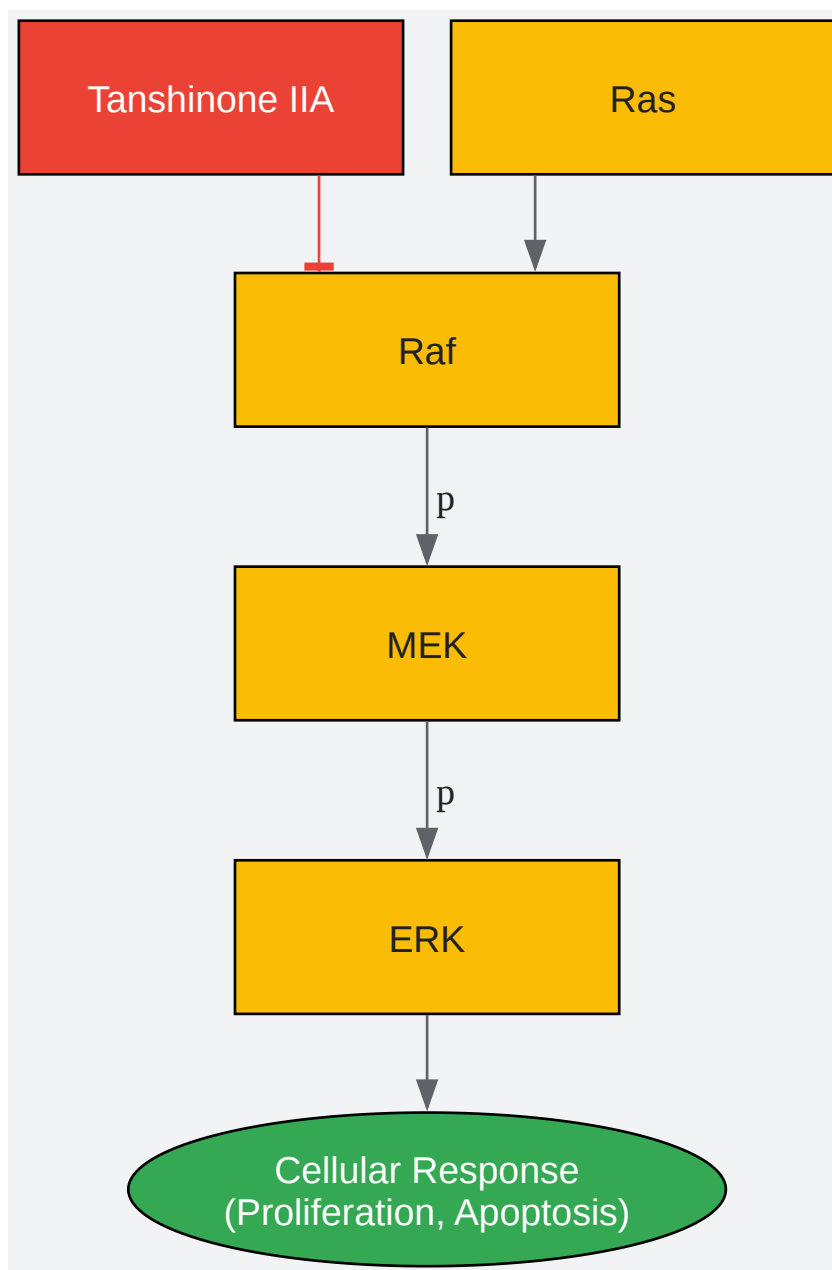 Tanshinone IIA
Ras
Raf
p
MEK
p
ERK
Cellular Response
(Proliferation, Apoptosis)